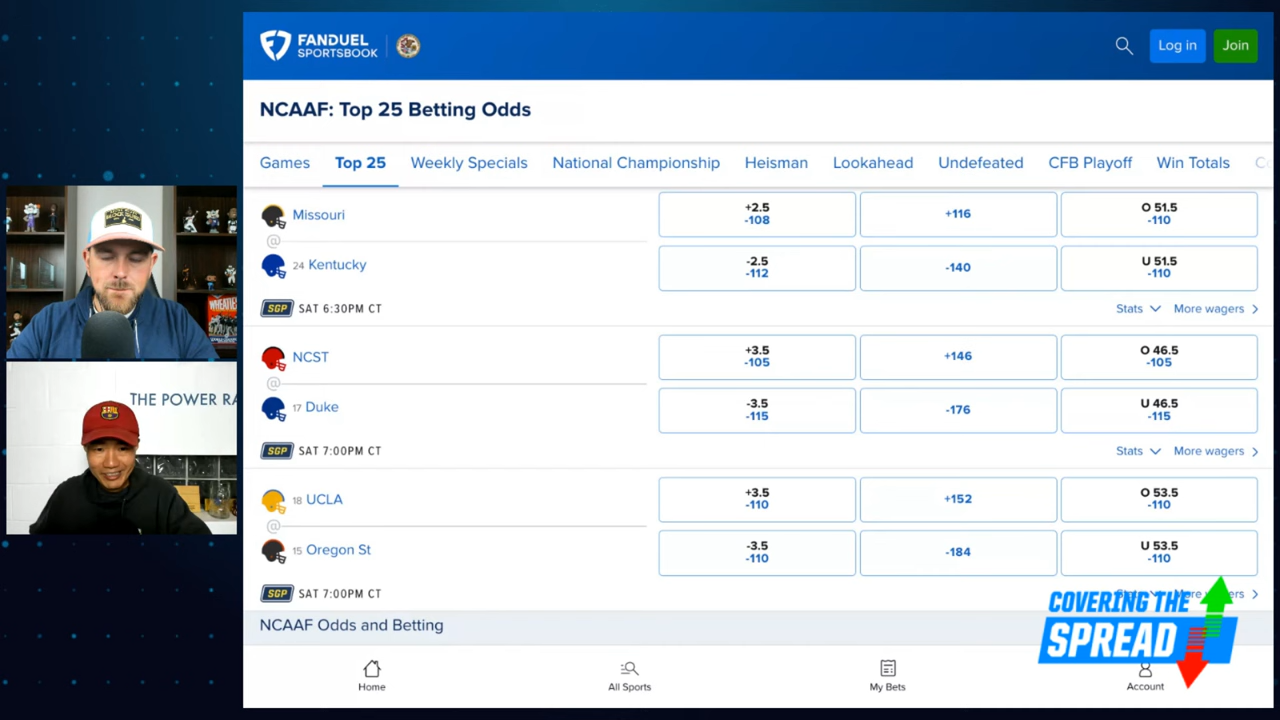 FANDUEL
SPORTSBOOK
Log in
Join
NCAAF: Top 25 Betting Odds
Games
Top 25
Weekly Specials
National Championship
Heisman
Lookahead
Undefeated
CFB Playoff
Win Totals
Missouri
+2.5
-108
+116
O 51.5
-110
@
24 Kentucky
-2.5
-112
-140
U 51.5
-110
SGP SAT 6:30PM CT
Stats
More wagers
NCST
+3.5
-105
+146
O 46.5
-105
@
17 Duke
-3.5
-115
-176
U 46.5
-115
SGP SAT 7:00PM CT
Stats
More wagers
18 UCLA
+3.5
-110
+152
O 53.5
-110
@
15 Oregon St
-3.5
-110
-184
U 53.5
-110
SGP SAT 7:00PM CT
NCAAF Odds and Betting
Home
All Sports
My Bets
Account
COVERING THE
SPREAD
THE POWER RA
WHEATIES